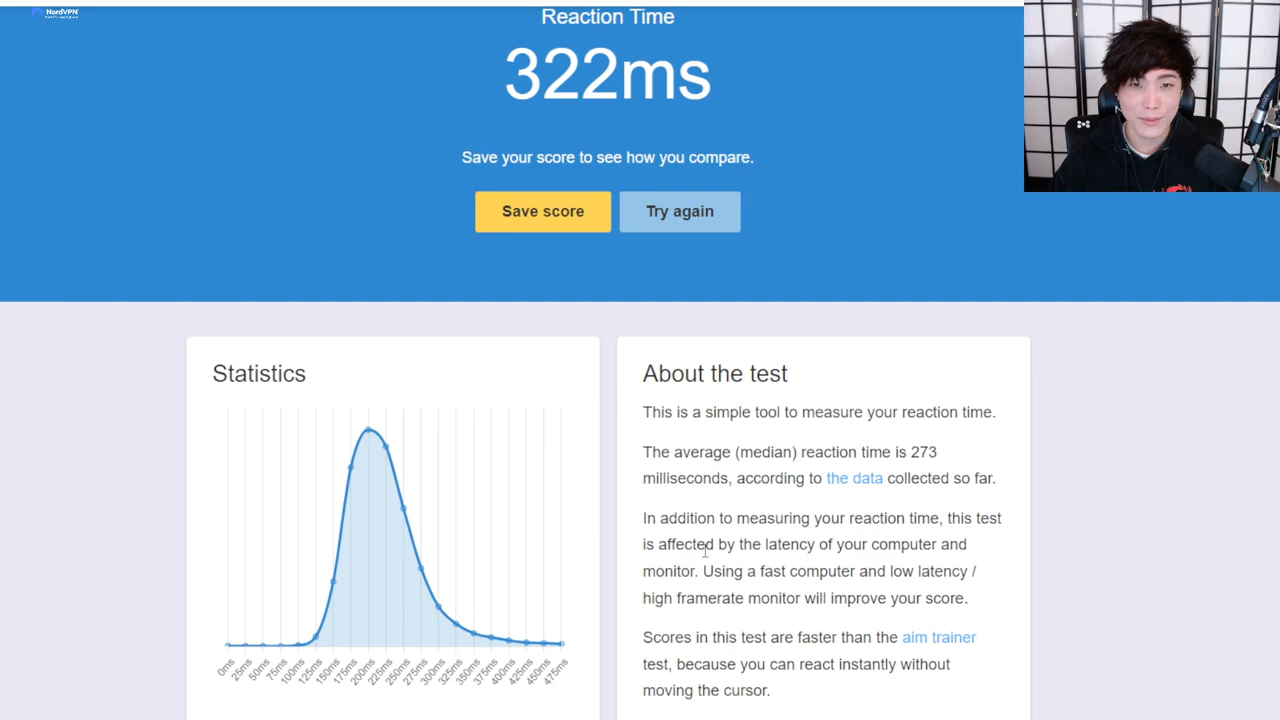 NordVPN
Reaction Time
322ms
Save your score to see how you compare.
Save score
Try again
Statistics
0ms
25ms
50ms
75ms
100ms
125ms
150ms
175ms
200ms
225ms
250ms
275ms
300ms
325ms
350ms
375ms
400ms
425ms
450ms
475ms
About the test
This is a simple tool to measure your reaction time.
The average (median) reaction time is 273
milliseconds, according to the data collected so far.
In addition to measuring your reaction time, this test
is affected by the latency of your computer and
monitor. Using a fast computer and low latency /
high framerate monitor will improve your score.
Scores in this test are faster than the aim trainer
test, because you can react instantly without
moving the cursor.